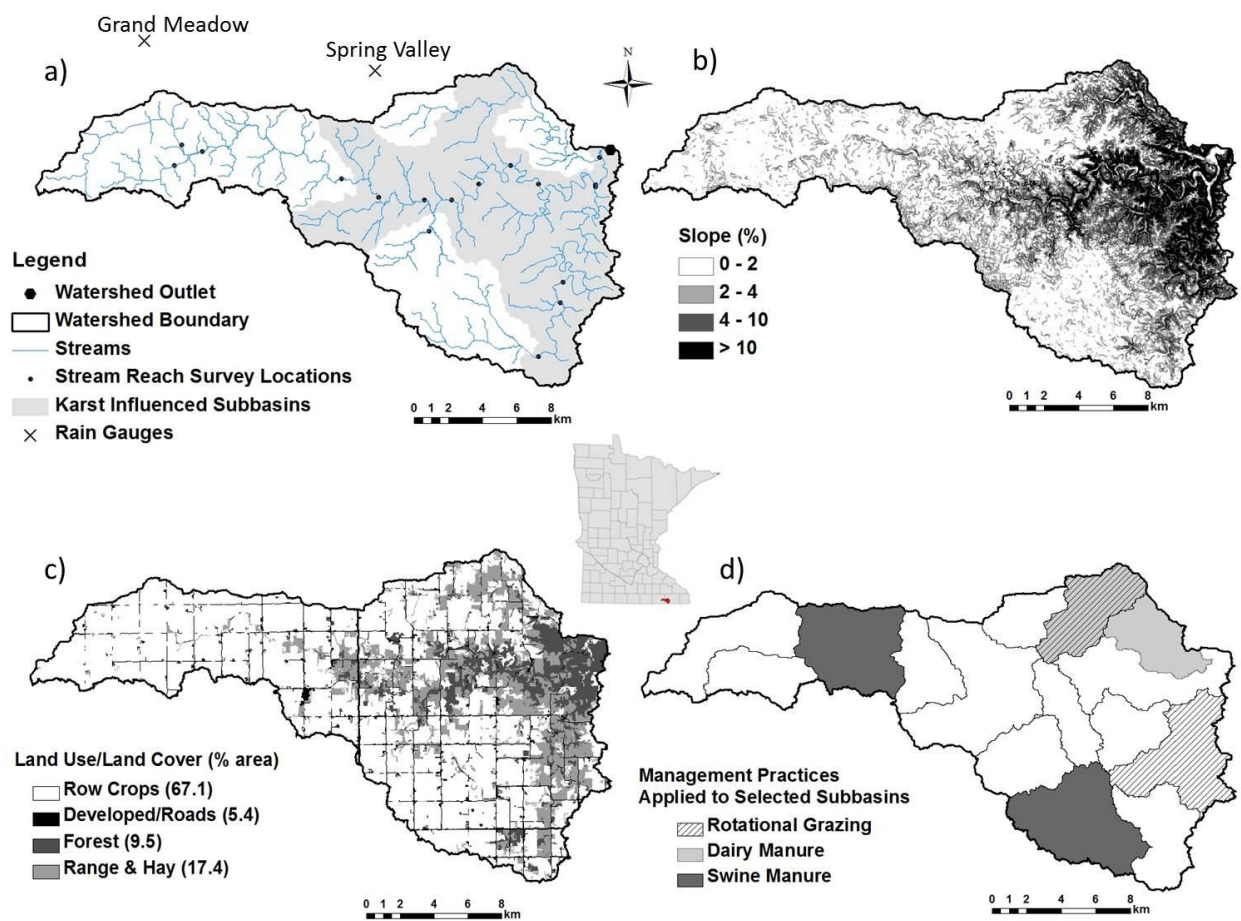 Grand Meadow
Spring Valley
a)
N
Legend
Watershed Outlet
Watershed Boundary
Streams
Stream Reach Survey Locations
Karst Influenced Subbasins
Rain Gauges
0 1 2 4 6 8
km
b)
Slope (%)
0 - 2
2 - 4
4 - 10
> 10
0 1 2 4 6 8
km
c)
Land Use/Land Cover (% area)
Row Crops (67.1)
Developed/Roads (5.4)
Forest (9.5)
Range & Hay (17.4)
0 1 2 4 6 8
km
d)
Management Practices
Applied to Selected Subbasins
Rotational Grazing
Dairy Manure
Swine Manure
0 1 2 4 6 8
km